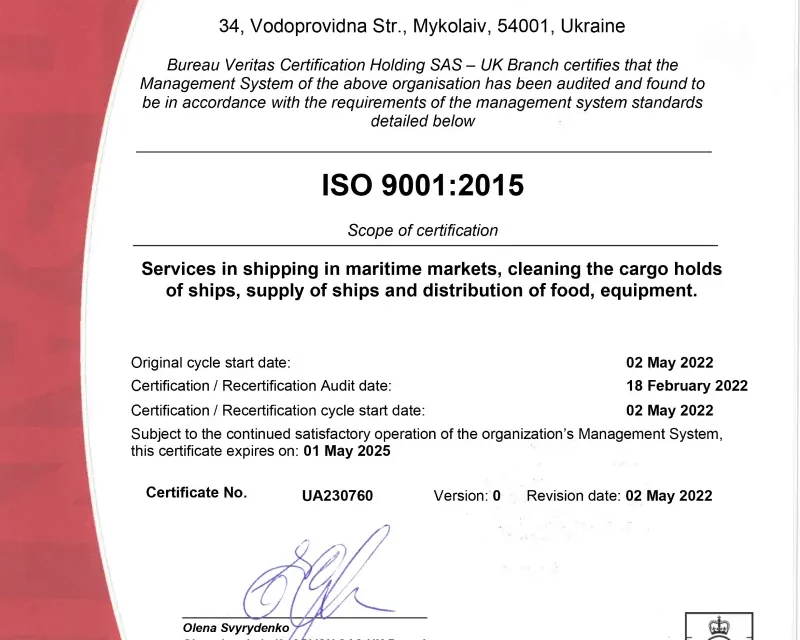 34, Vodoprovidna Str., Mykolaiv, 54001, Ukraine
Bureau Veritas Certification Holding SAS – UK Branch certifies that the
Management System of the above organisation has been audited and found to
be in accordance with the requirements of the management system standards
detailed below
ISO 9001:2015
Scope of certification
Services in shipping in maritime markets, cleaning the cargo holds
of ships, supply of ships and distribution of food, equipment.
Original cycle start date: 02 May 2022
Certification / Recertification Audit date: 18 February 2022
Certification / Recertification cycle start date: 02 May 2022
Subject to the continued satisfactory operation of the organization’s Management System,
this certificate expires on: 01 May 2025
Certificate No. UA230760 Version: 0 Revision date: 02 May 2022
Olena Svyrydenko